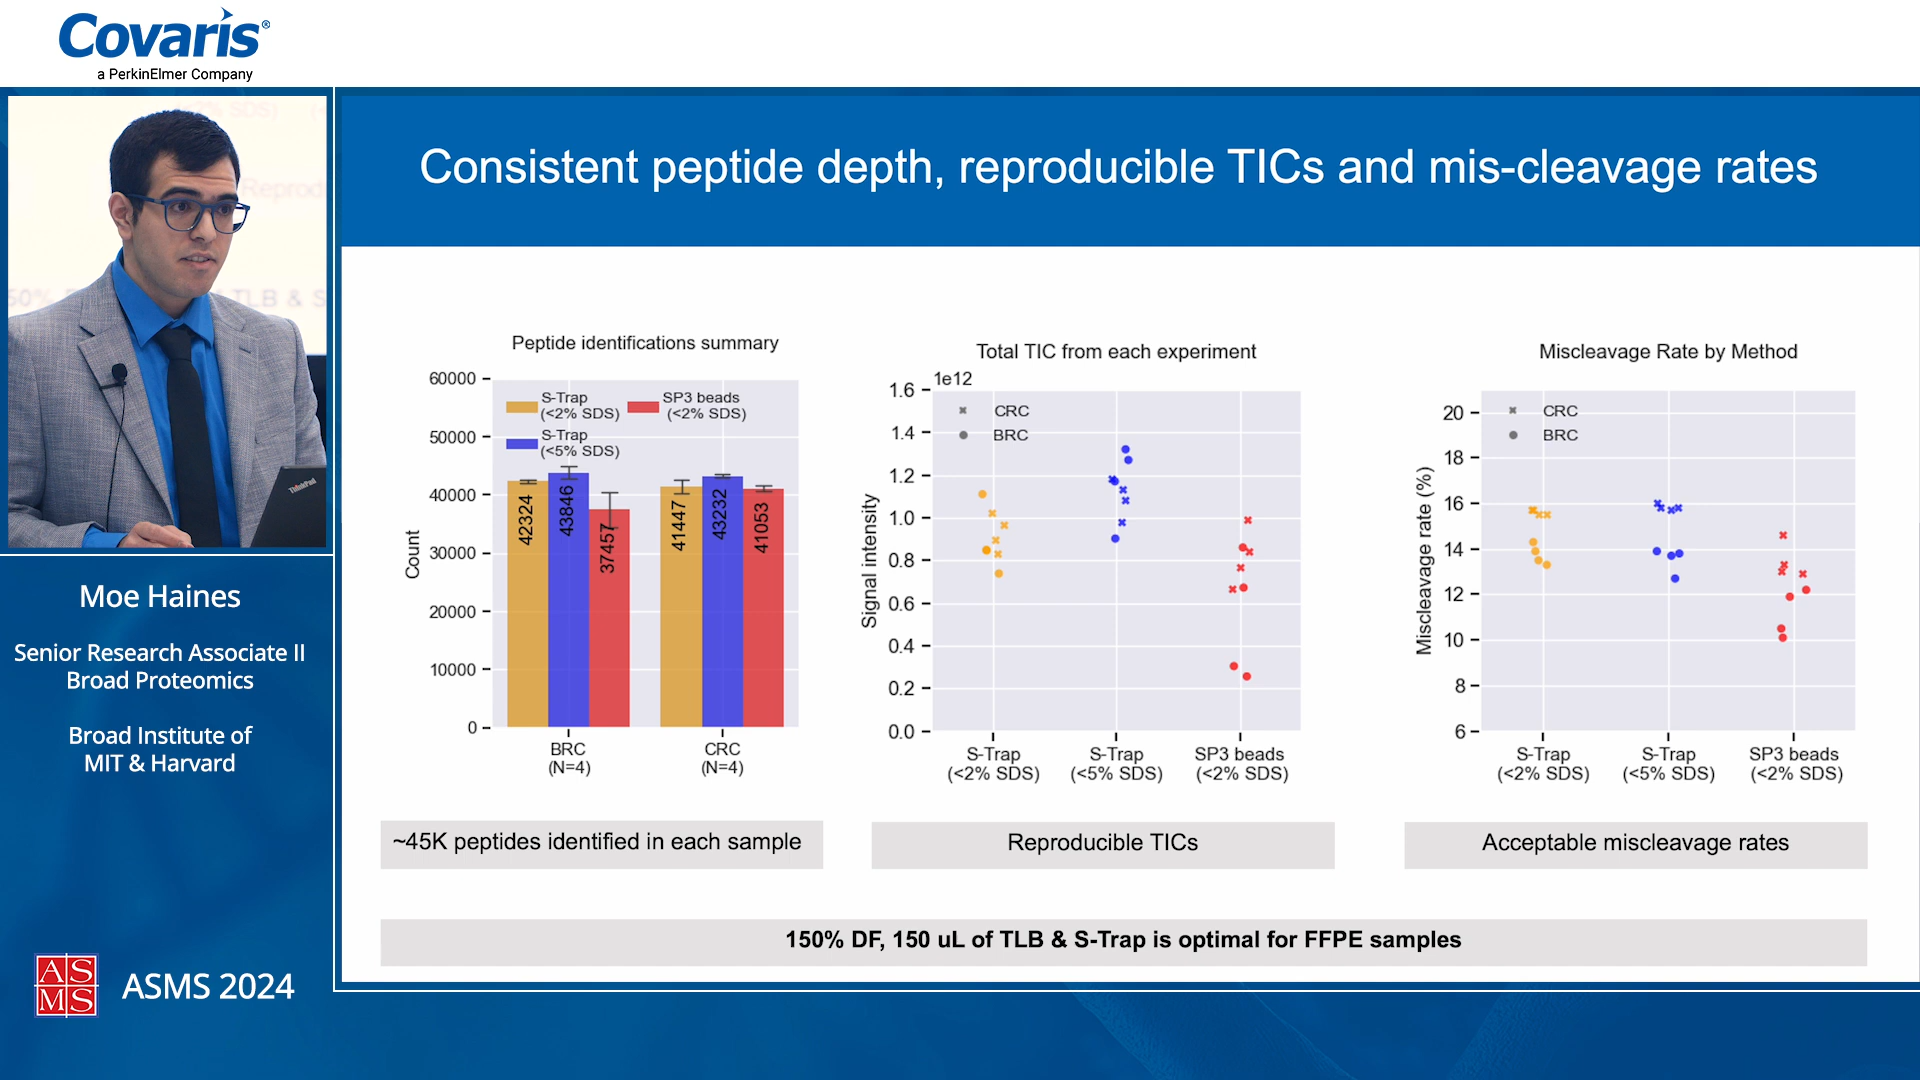 Covaris®
a PerkinElmer Company
Consistent peptide depth, reproducible TICs and mis-cleavage rates
ThinkPad
Moe Haines
Senior Research Associate II
Broad Proteomics
Broad Institute of
MIT & Harvard
AS
MS
ASMS 2024
Peptide identifications summary
Count
60000
50000
40000
30000
20000
10000
0
S-Trap
(<2% SDS)
SP3 beads
(<2% SDS)
S-Trap
(<5% SDS)
42324
43846
37457
41447
43232
41053
BRC
(N=4)
CRC
(N=4)
~45K peptides identified in each sample
Total TIC from each experiment
1e12
Signal intensity
1.6
1.4
1.2
1.0
0.8
0.6
0.4
0.2
0.0
CRC
BRC
S-Trap
(<2% SDS)
S-Trap
(<5% SDS)
SP3 beads
(<2% SDS)
Reproducible TICs
Miscleavage Rate by Method
Miscleavage rate (%)
20
18
16
14
12
10
8
6
CRC
BRC
S-Trap
(<2% SDS)
S-Trap
(<5% SDS)
SP3 beads
(<2% SDS)
Acceptable miscleavage rates
150% DF, 150 uL of TLB & S-Trap is optimal for FFPE samples